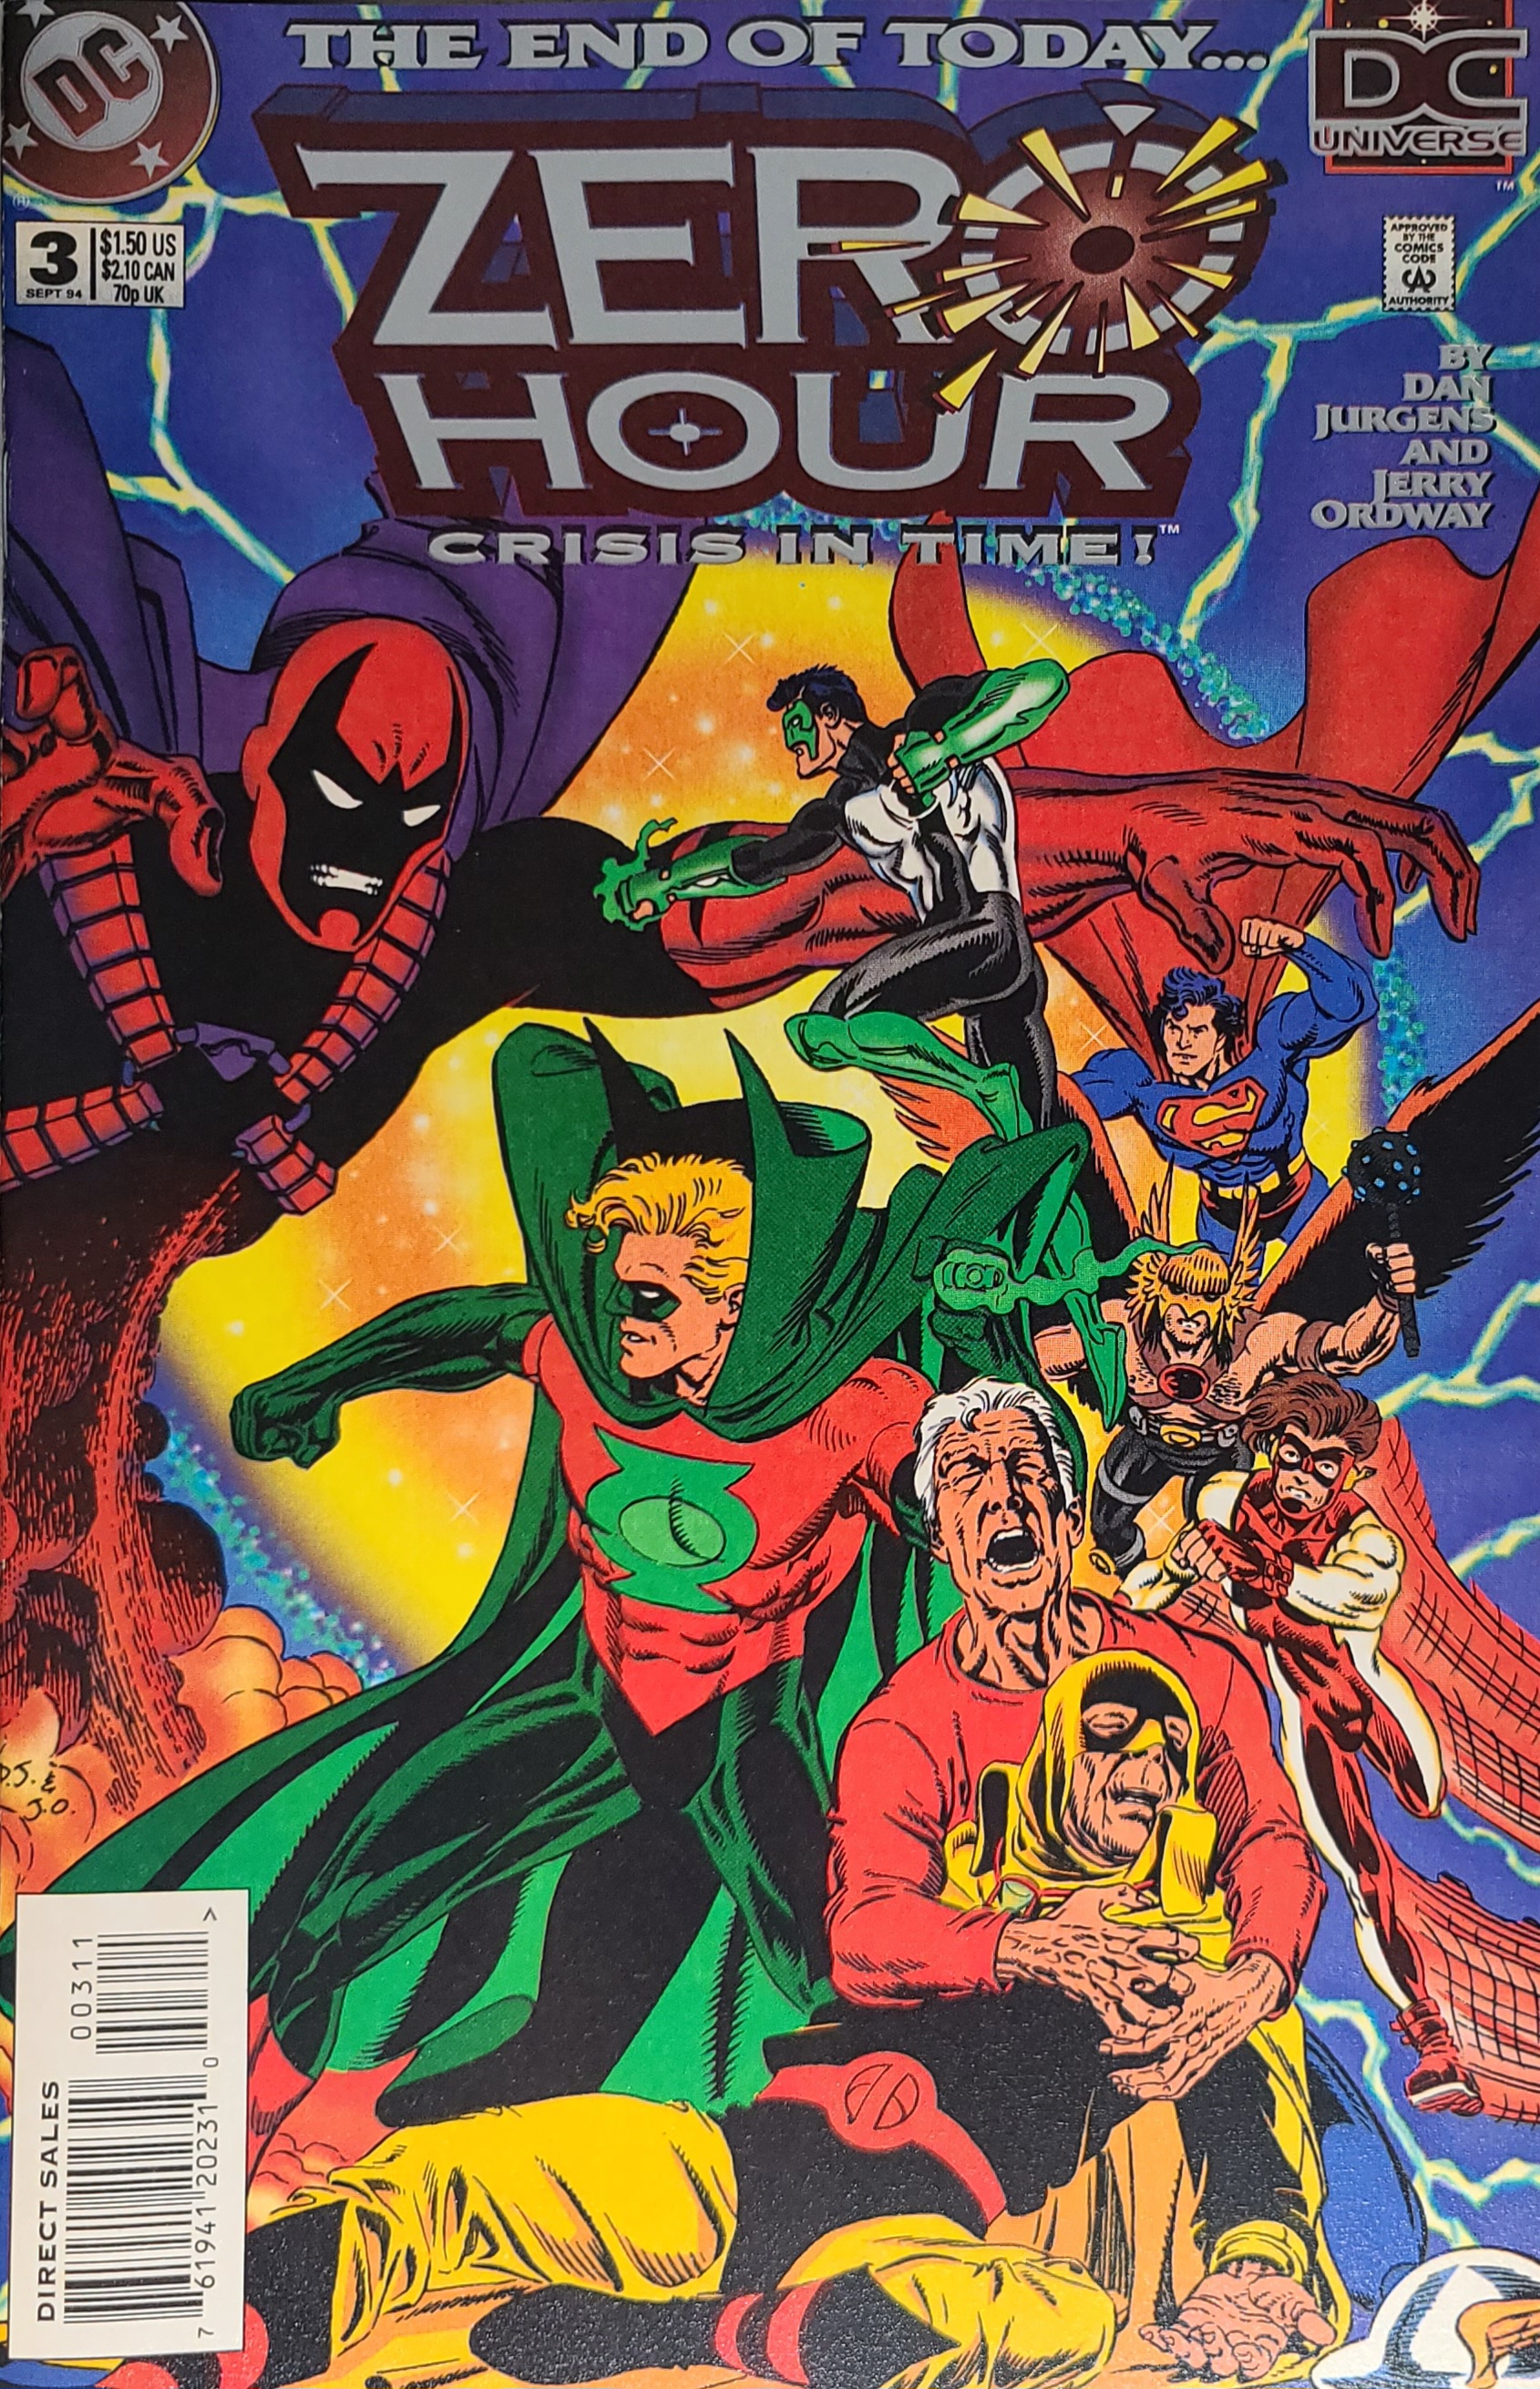 THE END OF TODAY...
DC
DC
UNIVERSE
TM
ZERO
HOUR
CRISIS IN TIME!
TM
3
SEPT 94
$1.50 US
$2.10 CAN
70p UK
APPROVED
BY THE
COMICS
CODE
CA
AUTHORITY
BY
DAN
JURGENS
AND
JERRY
ORDWAY
D.J. &
J.O.
DIRECT SALES
00311
7 61941 20231 0 >